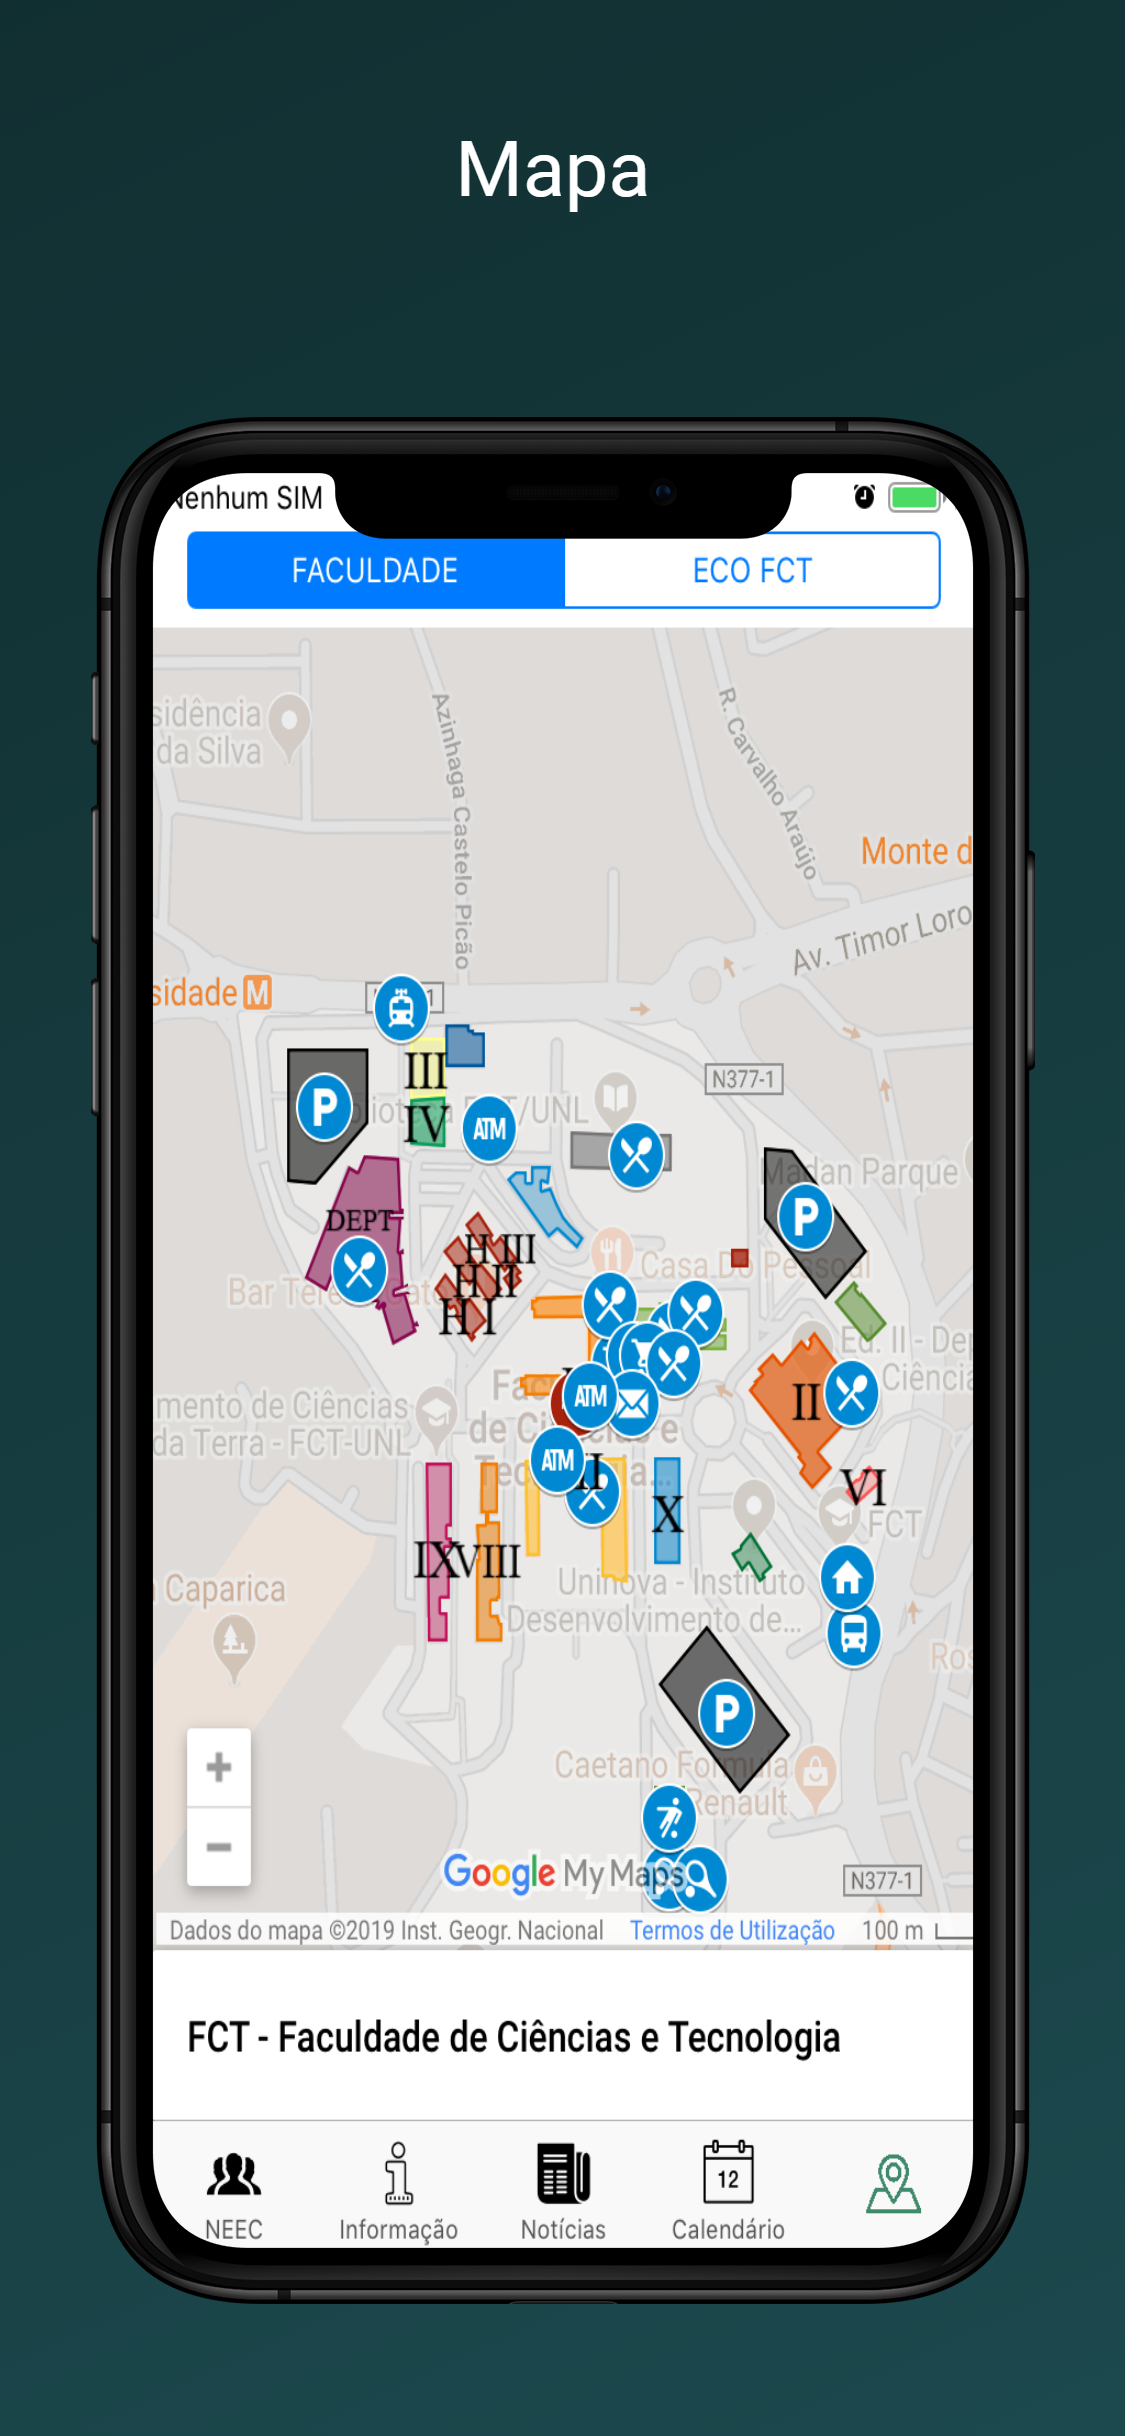 Mapa
Nenhum SIM
FACULDADE
ECO FCT
sidência
da Silva
Azinhaga Castelo Picão
R. Carvalho Araújo
Monte d
Av. Timor Loro
sidade M
III
P
IV
ATM
N377-1
Madan Parque
P
DEPT
H III
H II
H I
Casa Do Pessoal
Ed. II - Dep
Ciência
II
mento de Ciências
da Terra - FCT-UNL
ATM
ATM
VI
X
FCT
IX
VIII
Caparica
Uninova - Instituto
Desenvolvimento de...
Ros
P
Caetano Formula
Renault
Google My Maps
N377-1
Dados do mapa ©2019 Inst. Geogr. Nacional
Termos de Utilização
100 m
FCT - Faculdade de Ciências e Tecnologia
12
NEEC
Informação
Notícias
Calendário